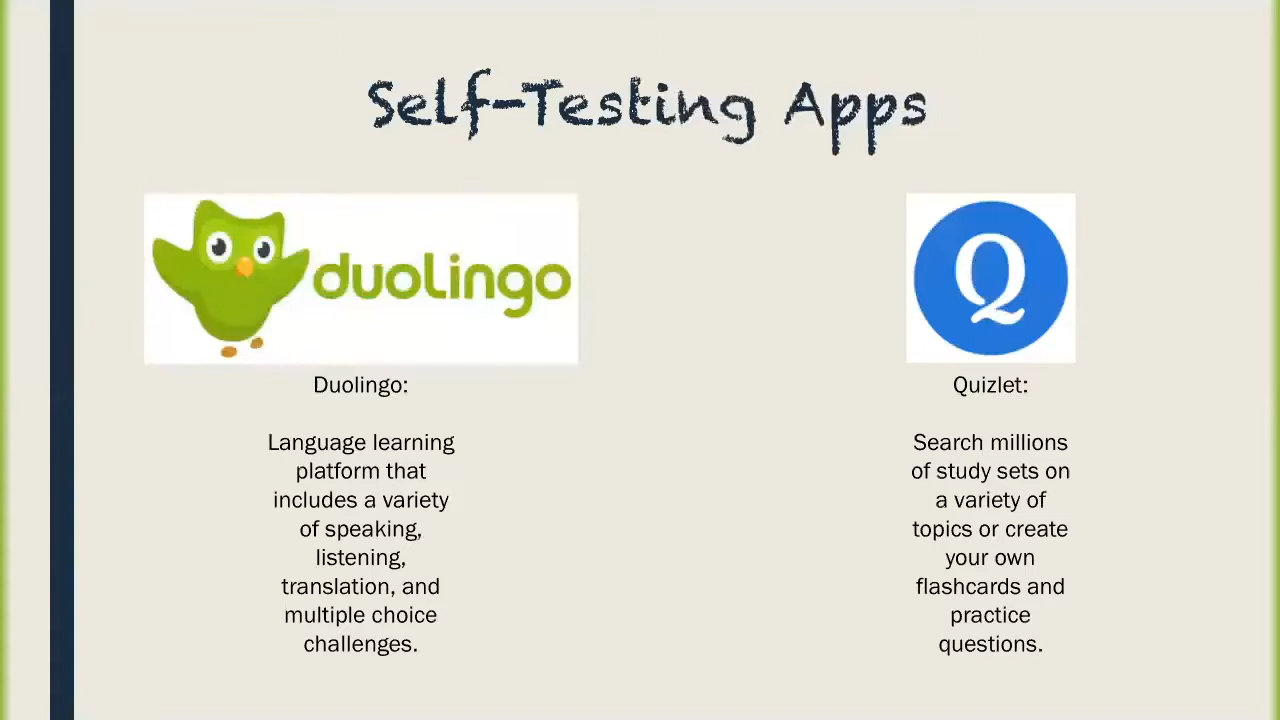 Self-Testing Apps
duolingo
Duolingo:
Language learning
platform that
includes a variety
of speaking,
listening,
translation, and
multiple choice
challenges.
Q
Quizlet:
Search millions
of study sets on
a variety of
topics or create
your own
flashcards and
practice
questions.